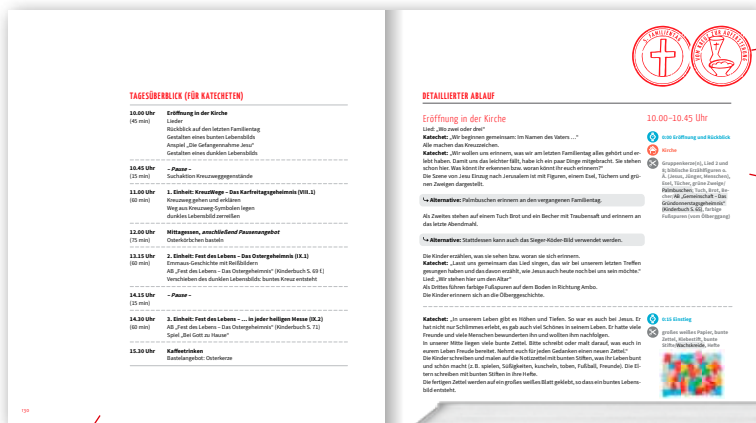 TAGESÜBERBLICK (FÜR KATECHETEN)
10.00 Uhr Eröffnung in der Kirche
(45 min) Lieder
Rückblick auf den letzten Familientag
Gestalten eines bunten Lebensbilds
Anspiel „Die Gefangennahme Jesu“
Gestalten eines dunklen Lebensbilds
10.45 Uhr – Pause –
(15 min) Suchaktion Kreuzweggegenstände
11.00 Uhr 1. Einheit: KreuzWege – Das Karfreitagsgeheimnis (VIII.1)
(60 min) Kreuzweg gehen und erklären
Weg aus Kreuzweg-Symbolen legen
dunkles Lebensbild zerreißen
12.00 Uhr Mittagessen, anschließend Pausenangebot
(75 min) Osterkörbchen basteln
13.15 Uhr 2. Einheit: Fest des Lebens – Das Ostergeheimnis (IX.1)
(60 min) Emmaus-Geschichte mit Reißbildern
AB „Fest des Lebens – Das Ostergeheimnis“ (Kinderbuch S. 69 f.)
Verschieben des dunklen Lebensbilds: buntes Kreuz entsteht
14.15 Uhr – Pause –
(15 min)
14.30 Uhr 3. Einheit: Fest des Lebens – … in jeder heiligen Messe (IX.2)
(60 min) AB „Fest des Lebens – Das Ostergeheimnis“ (Kinderbuch S. 71)
Spiel „Bei Gott zu Hause“
15.30 Uhr Kaffeetrinken
Bastelangebot: Osterkerze
130
5. FAMILIENTAG
VOM KREUZ ZUR AUFERSTEHUNG
DETAILLIERTER ABLAUF
Eröffnung in der Kirche
Lied: „Wo zwei oder drei“
Katechet: „Wir beginnen gemeinsam: Im Namen des Vaters …“
Alle machen das Kreuzzeichen.
Katechet: „Wir wollen uns erinnern, was wir am letzten Familientag alles gehört und er-
lebt haben. Damit uns das leichter fällt, habe ich ein paar Dinge mitgebracht. Sie stehen
schon hier. Was könnt ihr erkennen bzw. woran könnt ihr euch erinnern?“
Die Szene von Jesu Einzug nach Jerusalem ist mit Figuren, einem Esel, Tüchern und grü-
nen Zweigen dargestellt.
Alternative: Palmbuschen erinnern an den vergangenen Familientag.
Als Zweites stehen auf einem Tuch Brot und ein Becher mit Traubensaft und erinnern an
das letzte Abendmahl.
Alternative: Stattdessen kann auch das Sieger-Köder-Bild verwendet werden.
Die Kinder erzählen, was sie sehen bzw. woran sie sich erinnern.
Katechet: „Lasst uns gemeinsam das Lied singen, das wir bei unserem letzten Treffen
gesungen haben und das davon erzählt, wie Jesus auch heute noch bei uns sein möchte.“
Lied: „Wir stehen hier um den Altar“
Als Drittes führen farbige Fußspuren auf dem Boden in Richtung Ambo.
Die Kinder erinnern sich an die Ölberggeschichte.
Katechet: „In unserem Leben gibt es Höhen und Tiefen. So war es auch bei Jesus. Er
hat nicht nur Schlimmes erlebt, es gab auch viel Schönes in seinem Leben. Er hatte viele
Freunde und viele Menschen bewunderten ihn und wollten ihm nachfolgen.
In unserer Mitte liegen viele bunte Zettel. Bitte schreibt oder malt darauf, was euch in
eurem Leben Freude bereitet. Nehmt euch für jeden Gedanken einen neuen Zettel.“
Die Kinder schreiben und malen auf die Notizzettel mit bunten Stiften, was ihr Leben bunt
und schön macht (z. B. spielen, Süßigkeiten, kuscheln, toben, Fußball, Freunde). Die El-
tern schreiben mit bunten Stiften in ihre Hefte.
Die fertigen Zettel werden auf ein großes weißes Blatt geklebt, so dass ein buntes Lebens-
bild entsteht.
10.00–10.45 Uhr
0:00 Eröffnung und Rückblick
Kirche
Gruppenkerze(n), Lied 2 und
8; biblische Erzählfiguren o.
Ä. (Jesus, Jünger, Menschen),
Esel, Tücher, grüne Zweige/
Palmbuschen, Tuch, Brot, Be-
cher/AB „Gemeinschaft – Das
Gründonnerstagsgeheimnis“
(Kinderbuch S. 65), farbige
Fußspuren (vom Ölberggang)
0:15 Einstieg
großes weißes Papier, bunte
Zettel, Klebestift, bunte
Stifte/Wachskreide, Hefte